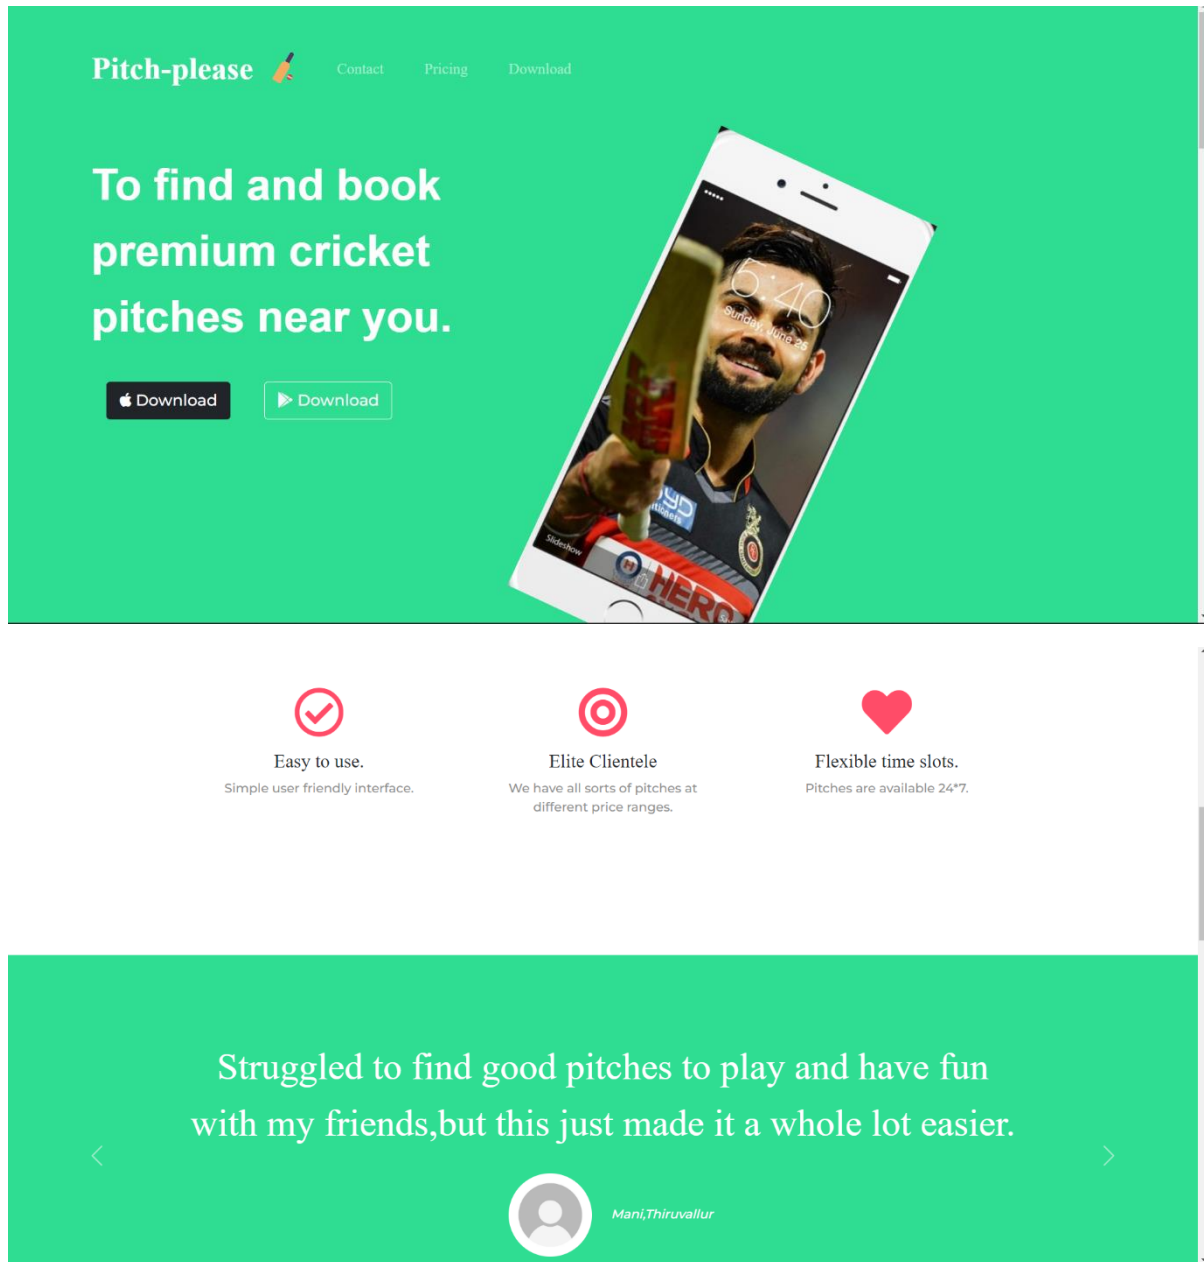 Pitch-please
Contact
Pricing
Download
To find and book
premium cricket
pitches near you.
Download
Download
5:40
Sunday, June 25
Slideshow
H
HERO
Easy to use.
Simple user friendly interface.
Elite Clientele
We have all sorts of pitches at
different price ranges.
Flexible time slots.
Pitches are available 24*7.
Struggled to find good pitches to play and have fun
with my friends,but this just made it a whole lot easier.
Mani,Thiruvallur